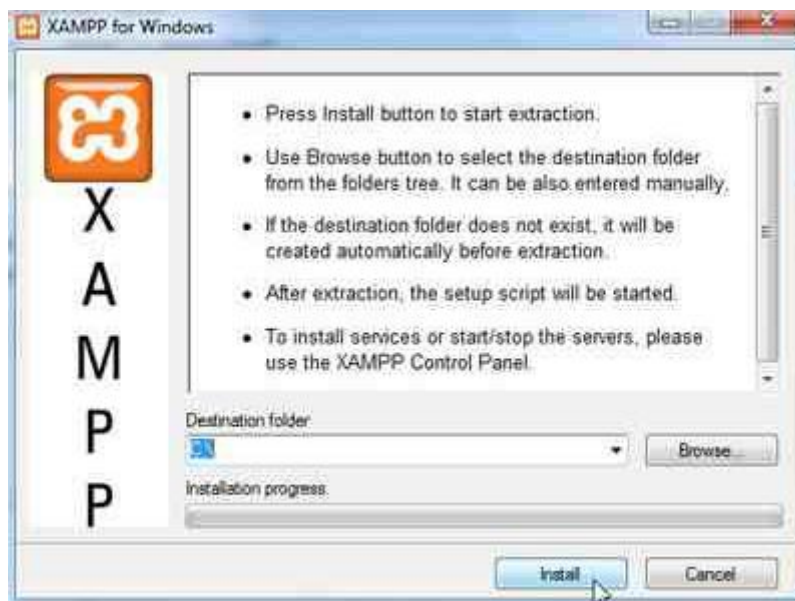 XAMPP for Windows
X
A
M
P
P
Press Install button to start extraction.
Use Browse button to select the destination folder
from the folders tree. It can be also entered manually.
If the destination folder does not exist, it will be
created automatically before extraction.
After extraction, the setup script will be started.
To install services or start/stop the servers, please
use the XAMPP Control Panel.
Destination folder
C:\
Browse...
Installation progress
Install
Cancel